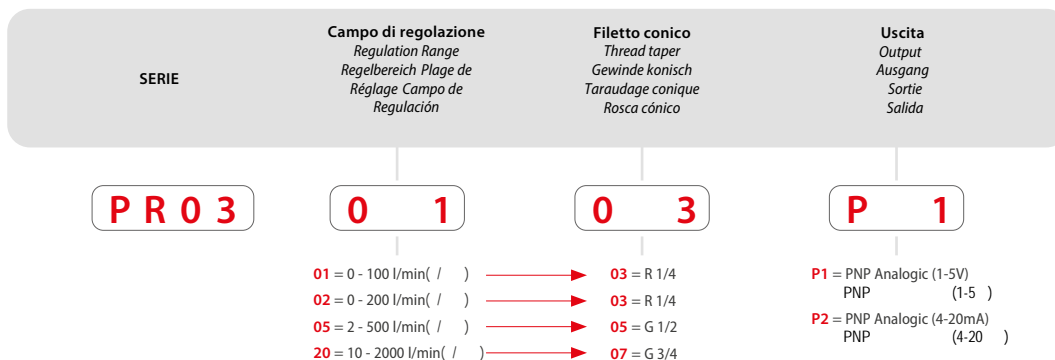 SERIE
Campo di regolazione
Regulation Range
Regelbereich Plage de
Réglage Campo de
Regulación
Filetto conico
Thread taper
Gewinde konisch
Taraudage conique
Rosca cónico
Uscita
Output
Ausgang
Sortie
Salida
PR03
0 1
0 3
P 1
01 = 0 - 100 l/min( / )
02 = 0 - 200 l/min( / )
05 = 2 - 500 l/min( / )
20 = 10 - 2000 l/min( / )
03 = R 1/4
03 = R 1/4
05 = G 1/2
07 = G 3/4
P1 = PNP Analogic (1-5V)
PNP (1-5 )
P2 = PNP Analogic (4-20mA)
PNP (4-20 )